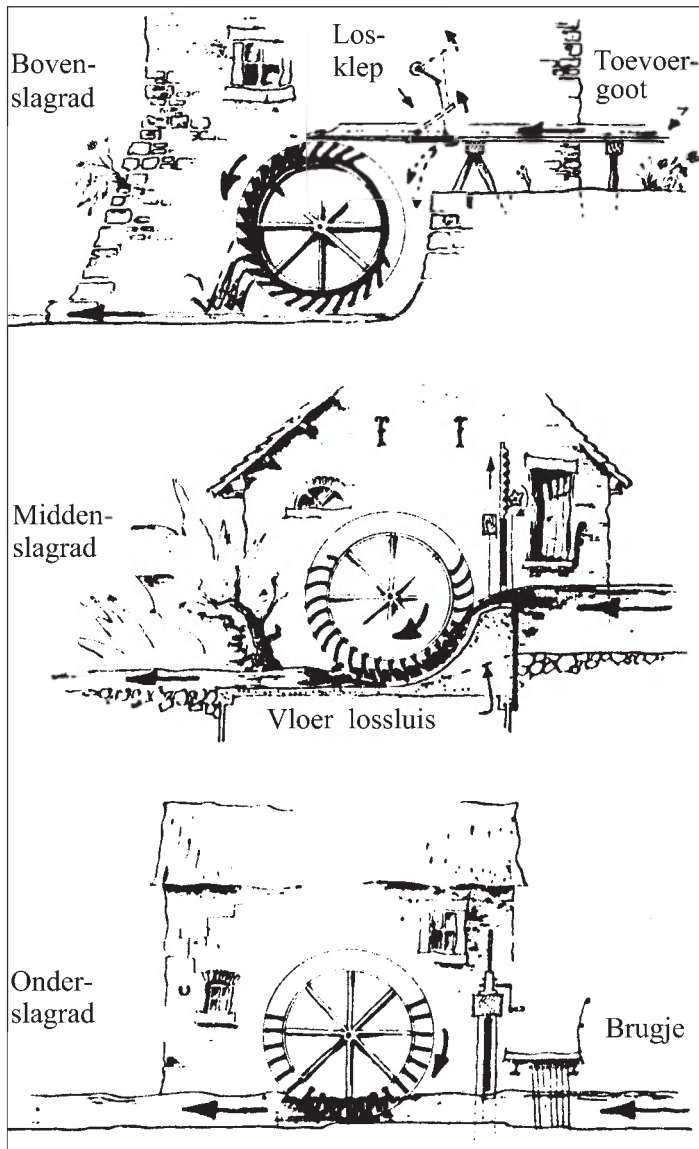 Boven-
slagrad
Los-
klep
Toevoer-
goot
Midden-
slagrad
Vloer lossluis
Onder-
slagrad
Brugje